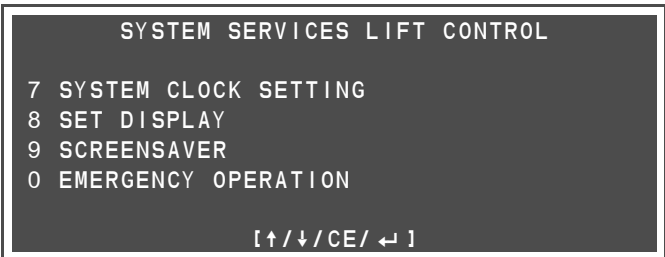 SYSTEM SERVICES LIFT CONTROL
7 SYSTEM CLOCK SETTING
8 SET DISPLAY
9 SCREENSAVER
0 EMERGENCY OPERATION
[↑/↓/CE/ ↵ ]